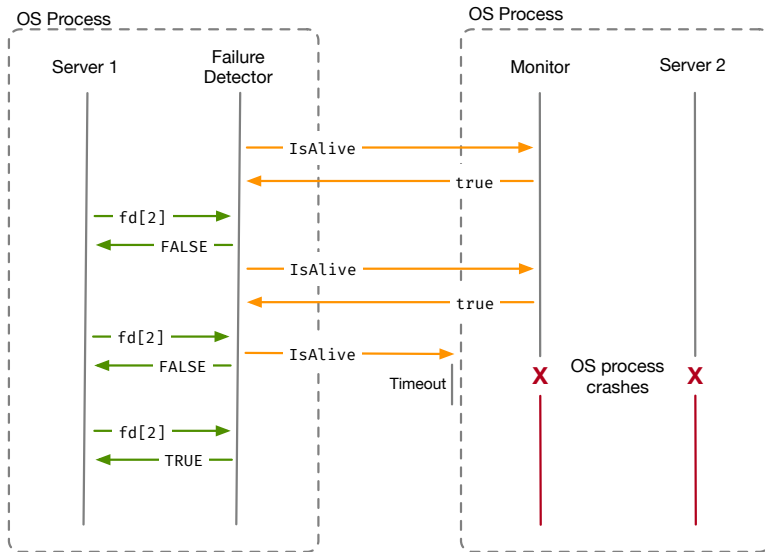 OS Process
OS Process
Server 1
Failure
Detector
Monitor
Server 2
IsAlive
true
fd[2]
FALSE
IsAlive
true
fd[2]
IsAlive
FALSE
Timeout
X
OS process
crashes
X
fd[2]
TRUE